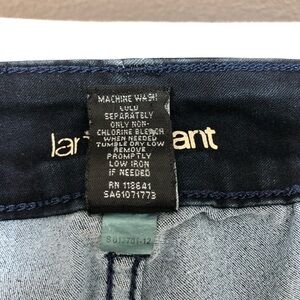 MACHINE WASH
COLD
SEPARATELY
ONLY NON-
CHLORINE BLEACH
WHEN NEEDED
TUMBLE DRY LOW
REMOVE
PROMPTLY
LOW IRON
IF NEEDED
RN 118641
SA61071773